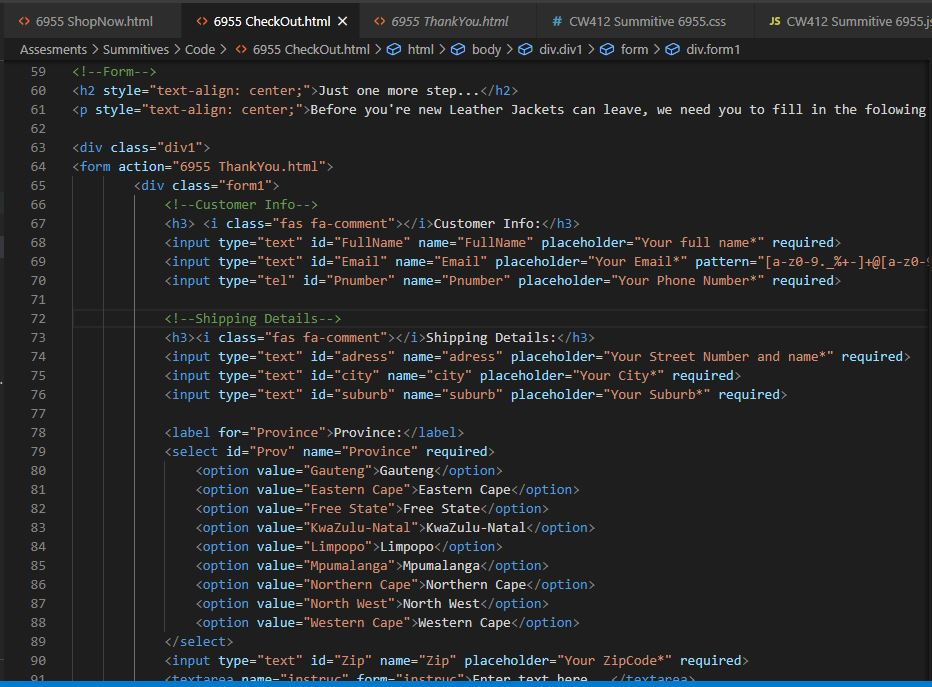 6955 ShopNow.html 6955 CheckOut.html 6955 ThankYou.html CW412 Summitive 6955.css JS CW412 Summitive 6955.js
Assesments > Summitives > Code > 6955 CheckOut.html > html > body > div.div1 > form > div.form1
59 <!--Form-->
60 <h2 style="text-align: center;">Just one more step...</h2>
61 <p style="text-align: center;">Before you're new Leather Jackets can leave, we need you to fill in the folowing
62
63 <div class="div1">
64 <form action="6955 ThankYou.html">
65 <div class="form1">
66 <!--Customer Info-->
67 <h3> <i class="fas fa-comment"></i>Customer Info:</h3>
68 <input type="text" id="FullName" name="FullName" placeholder="Your full name*" required>
69 <input type="text" id="Email" name="Email" placeholder="Your Email*" pattern="[a-z0-9._%+-]+@[a-z0-9
70 <input type="tel" id="Pnumber" name="Pnumber" placeholder="Your Phone Number*" required>
71
72 <!--Shipping Details-->
73 <h3><i class="fas fa-comment"></i>Shipping Details:</h3>
74 <input type="text" id="adress" name="adress" placeholder="Your Street Number and name*" required>
75 <input type="text" id="city" name="city" placeholder="Your City*" required>
76 <input type="text" id="suburb" name="suburb" placeholder="Your Suburb*" required>
77
78 <label for="Province">Province:</label>
79 <select id="Prov" name="Province" required>
80 <option value="Gauteng">Gauteng</option>
81 <option value="Eastern Cape">Eastern Cape</option>
82 <option value="Free State">Free State</option>
83 <option value="KwaZulu-Natal">KwaZulu-Natal</option>
84 <option value="Limpopo">Limpopo</option>
85 <option value="Mpumalanga">Mpumalanga</option>
86 <option value="Northern Cape">Northern Cape</option>
87 <option value="North West">North West</option>
88 <option value="Western Cape">Western Cape</option>
89 </select>
90 <input type="text" id="Zip" name="Zip" placeholder="Your ZipCode*" required>
91 <textarea name="instruc" form="instruc">Enter text here...</textarea>